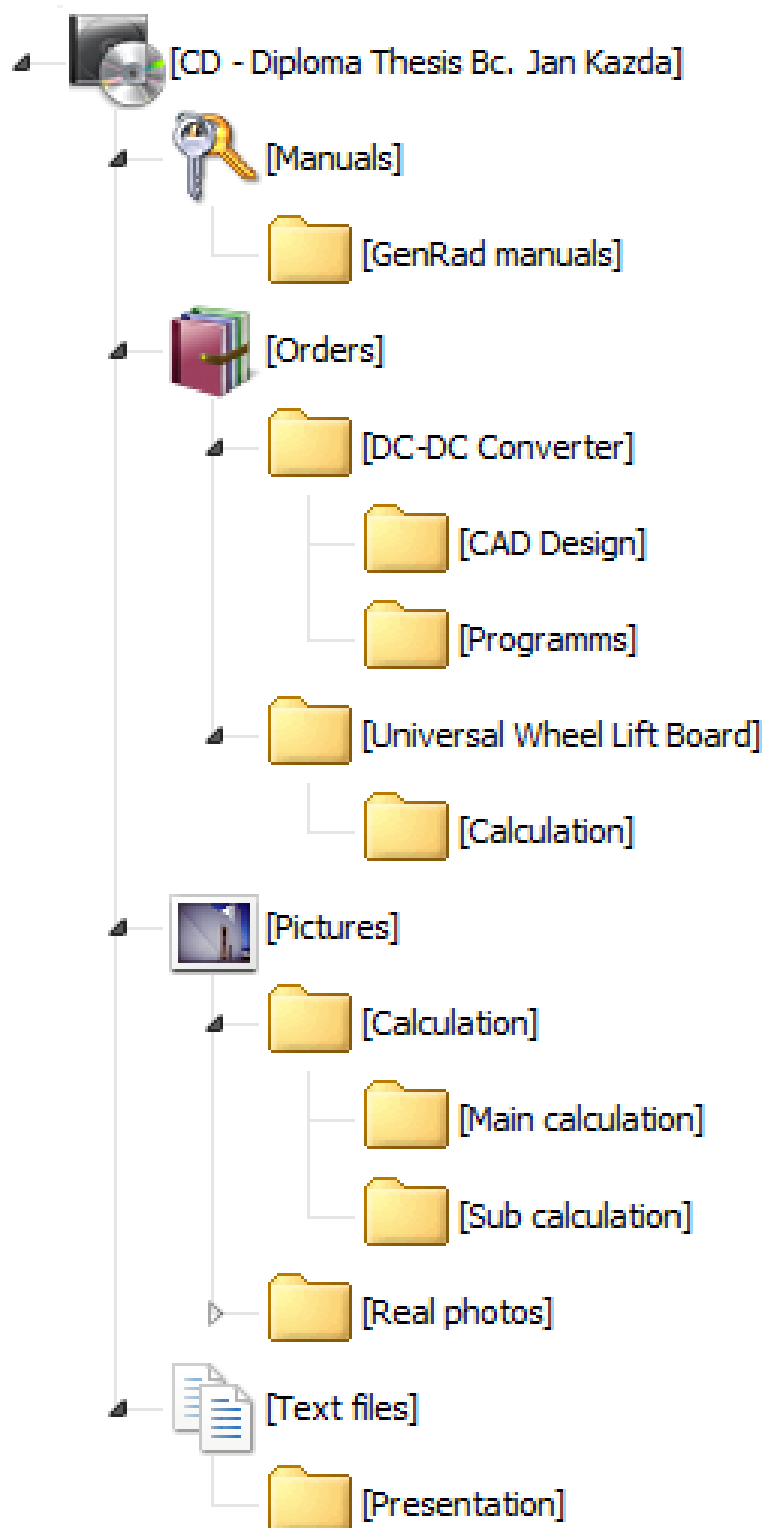 [CD - Diploma Thesis Bc. Jan Kazda]
[Manuals]
[GenRad manuals]
[Orders]
[DC-DC Converter]
[CAD Design]
[Programms]
[Universal Wheel Lift Board]
[Calculation]
[Pictures]
[Calculation]
[Main calculation]
[Sub calculation]
[Real photos]
[Text files]
[Presentation]